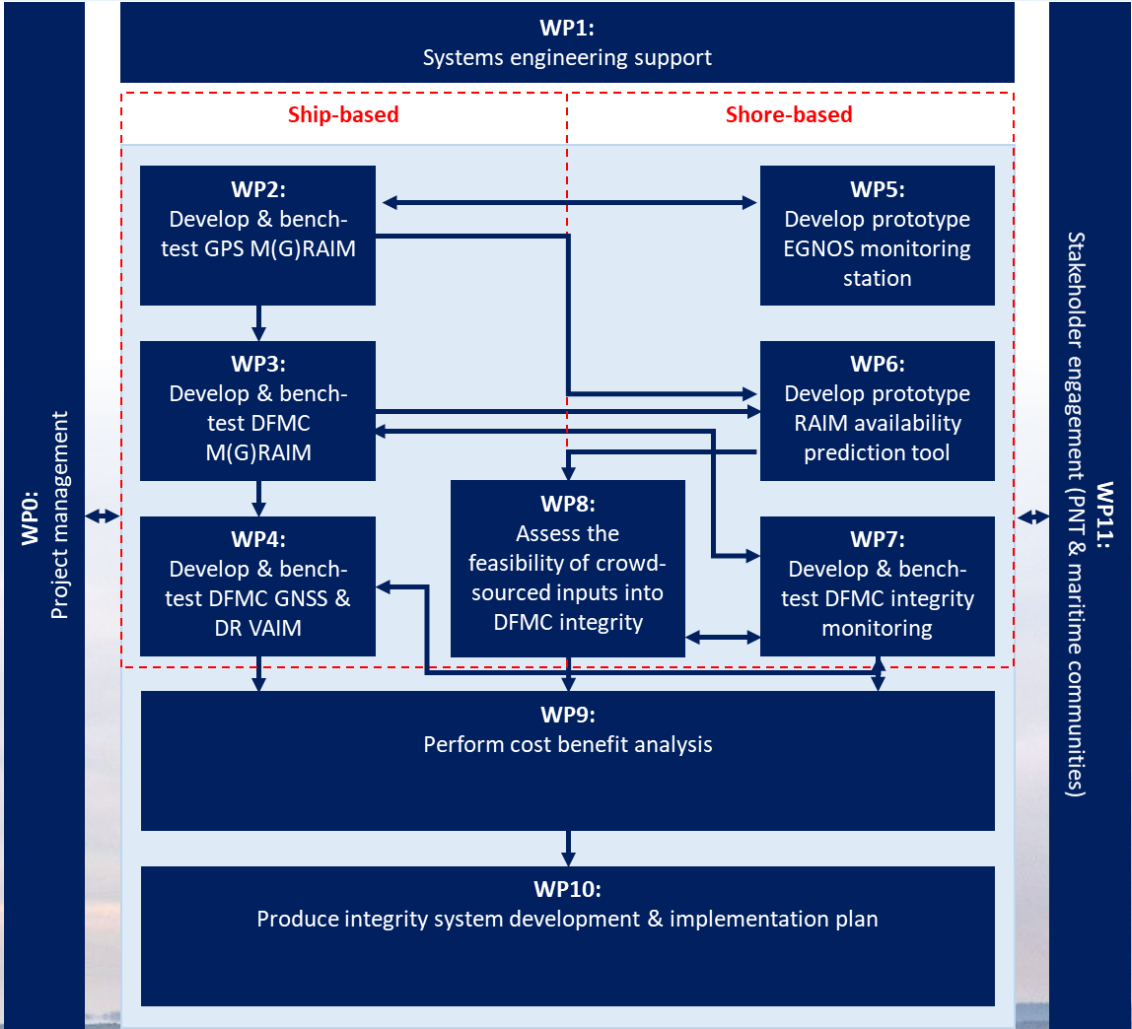 WP1:
Systems engineering support
Ship-based
Shore-based
WP0:
Project management
WP2:
Develop & bench-
test GPS M(G)RAIM
WP5:
Develop prototype
EGNOS monitoring
station
WP3:
Develop & bench-
test DFMC
M(G)RAIM
WP6:
Develop prototype
RAIM availability
prediction tool
WP8:
Assess the
feasibility of crowd-
sourced inputs into
DFMC integrity
WP4:
Develop & bench-
test DFMC GNSS &
DR VAIM
WP7:
Develop & bench-
test DFMC integrity
monitoring
WP9:
Perform cost benefit analysis
WP10:
Produce integrity system development & implementation plan
WP11:
Stakeholder engagement (PNT & maritime communities)